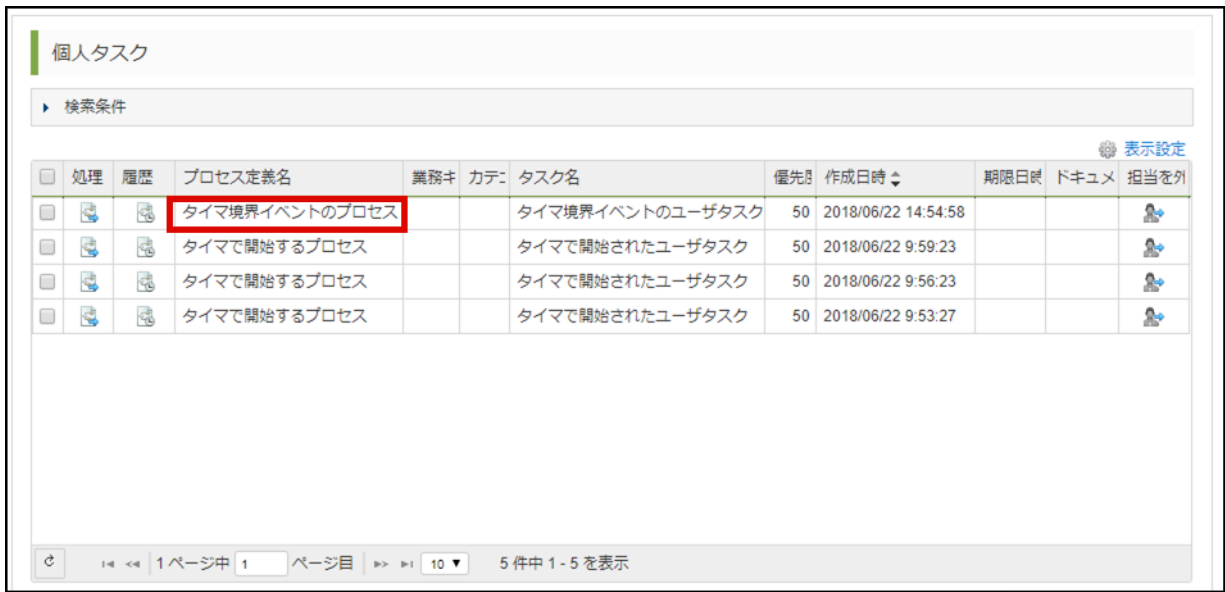 個人タスク
検索条件
表示設定
処理 履歴 プロセス定義名 業務キ カテ タスク名 優先 作成日時 期限日時 ドキュメ 担当を外
タイマ境界イベントのプロセス タイマ境界イベントのユーザタスク 50 2018/06/22 14:54:58
タイマで開始するプロセス タイマで開始されたユーザタスク 50 2018/06/22 9:59:23
タイマで開始するプロセス タイマで開始されたユーザタスク 50 2018/06/22 9:56:23
タイマで開始するプロセス タイマで開始されたユーザタスク 50 2018/06/22 9:53:27
1 ページ中 1 ページ目 10 5 件中 1 - 5 を表示